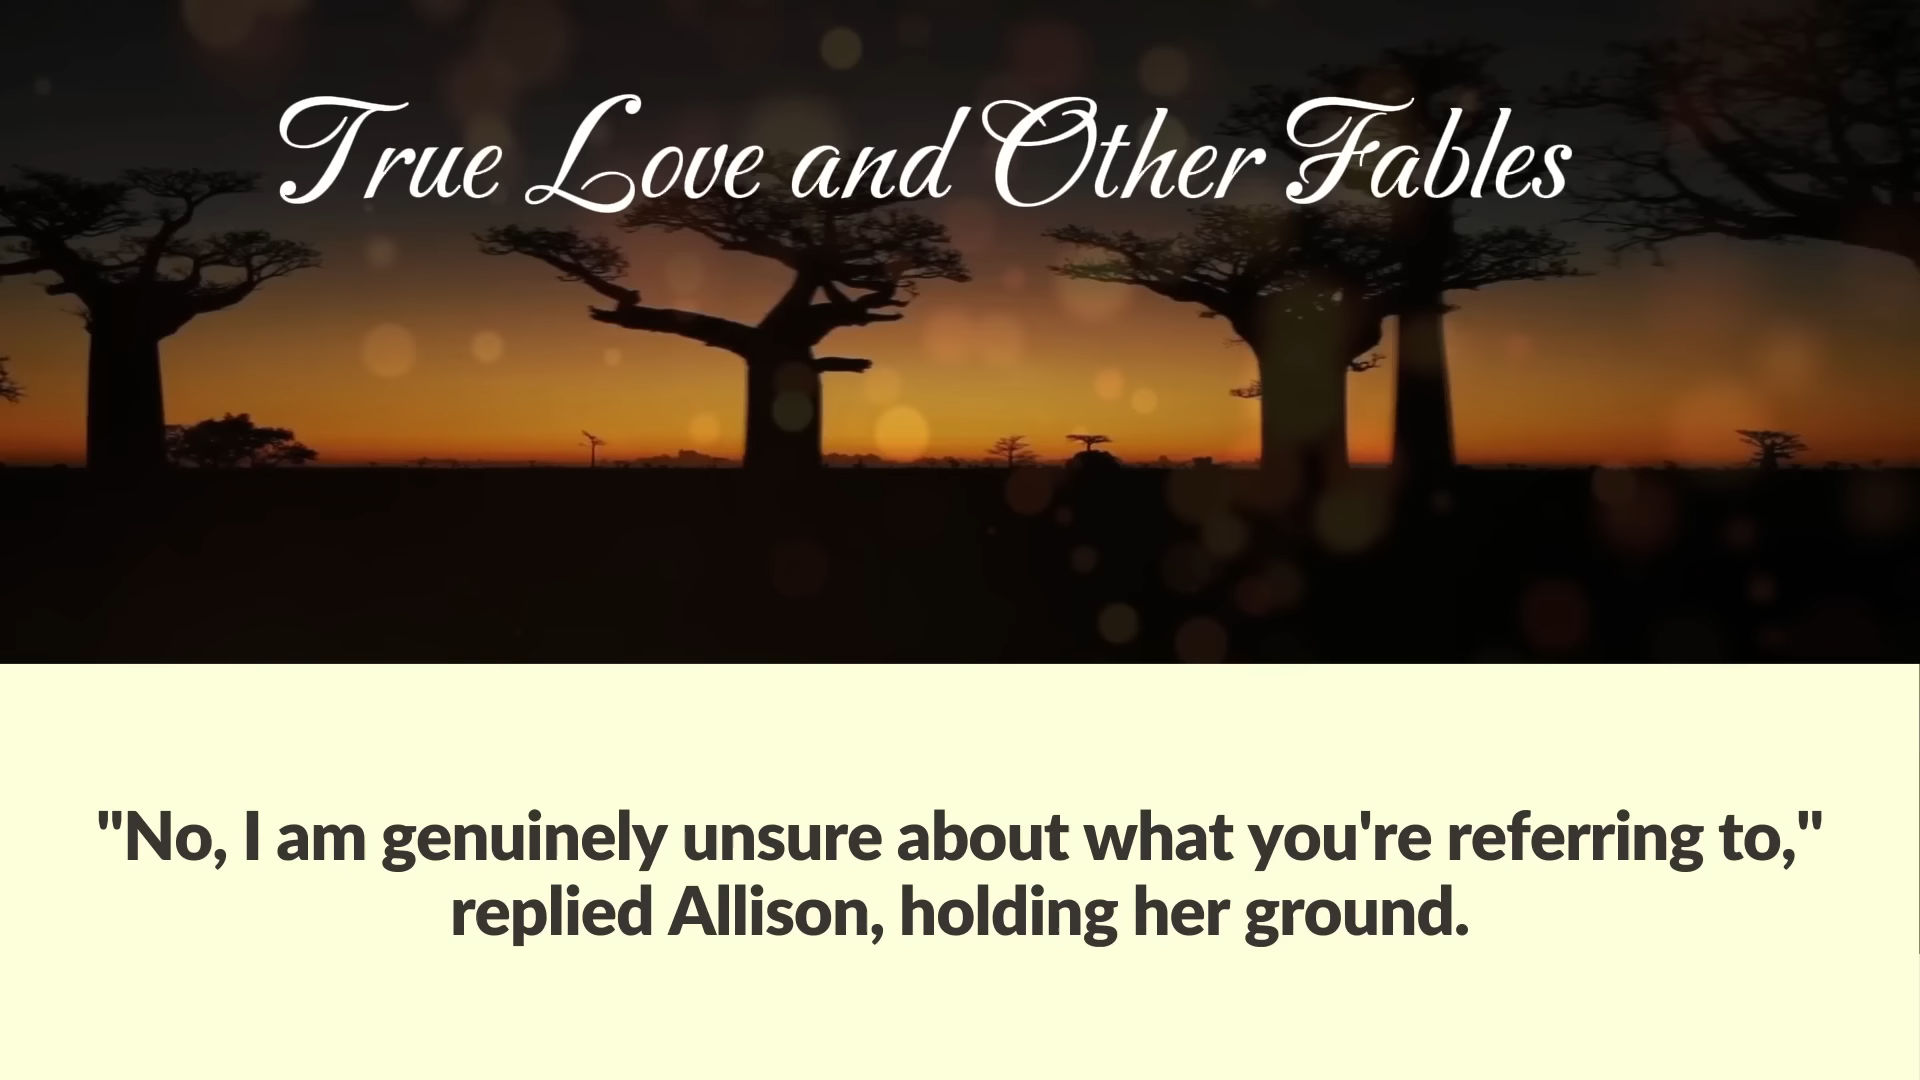 True Love and Other Fables
"No, I am genuinely unsure about what you're referring to,"
replied Allison, holding her ground.